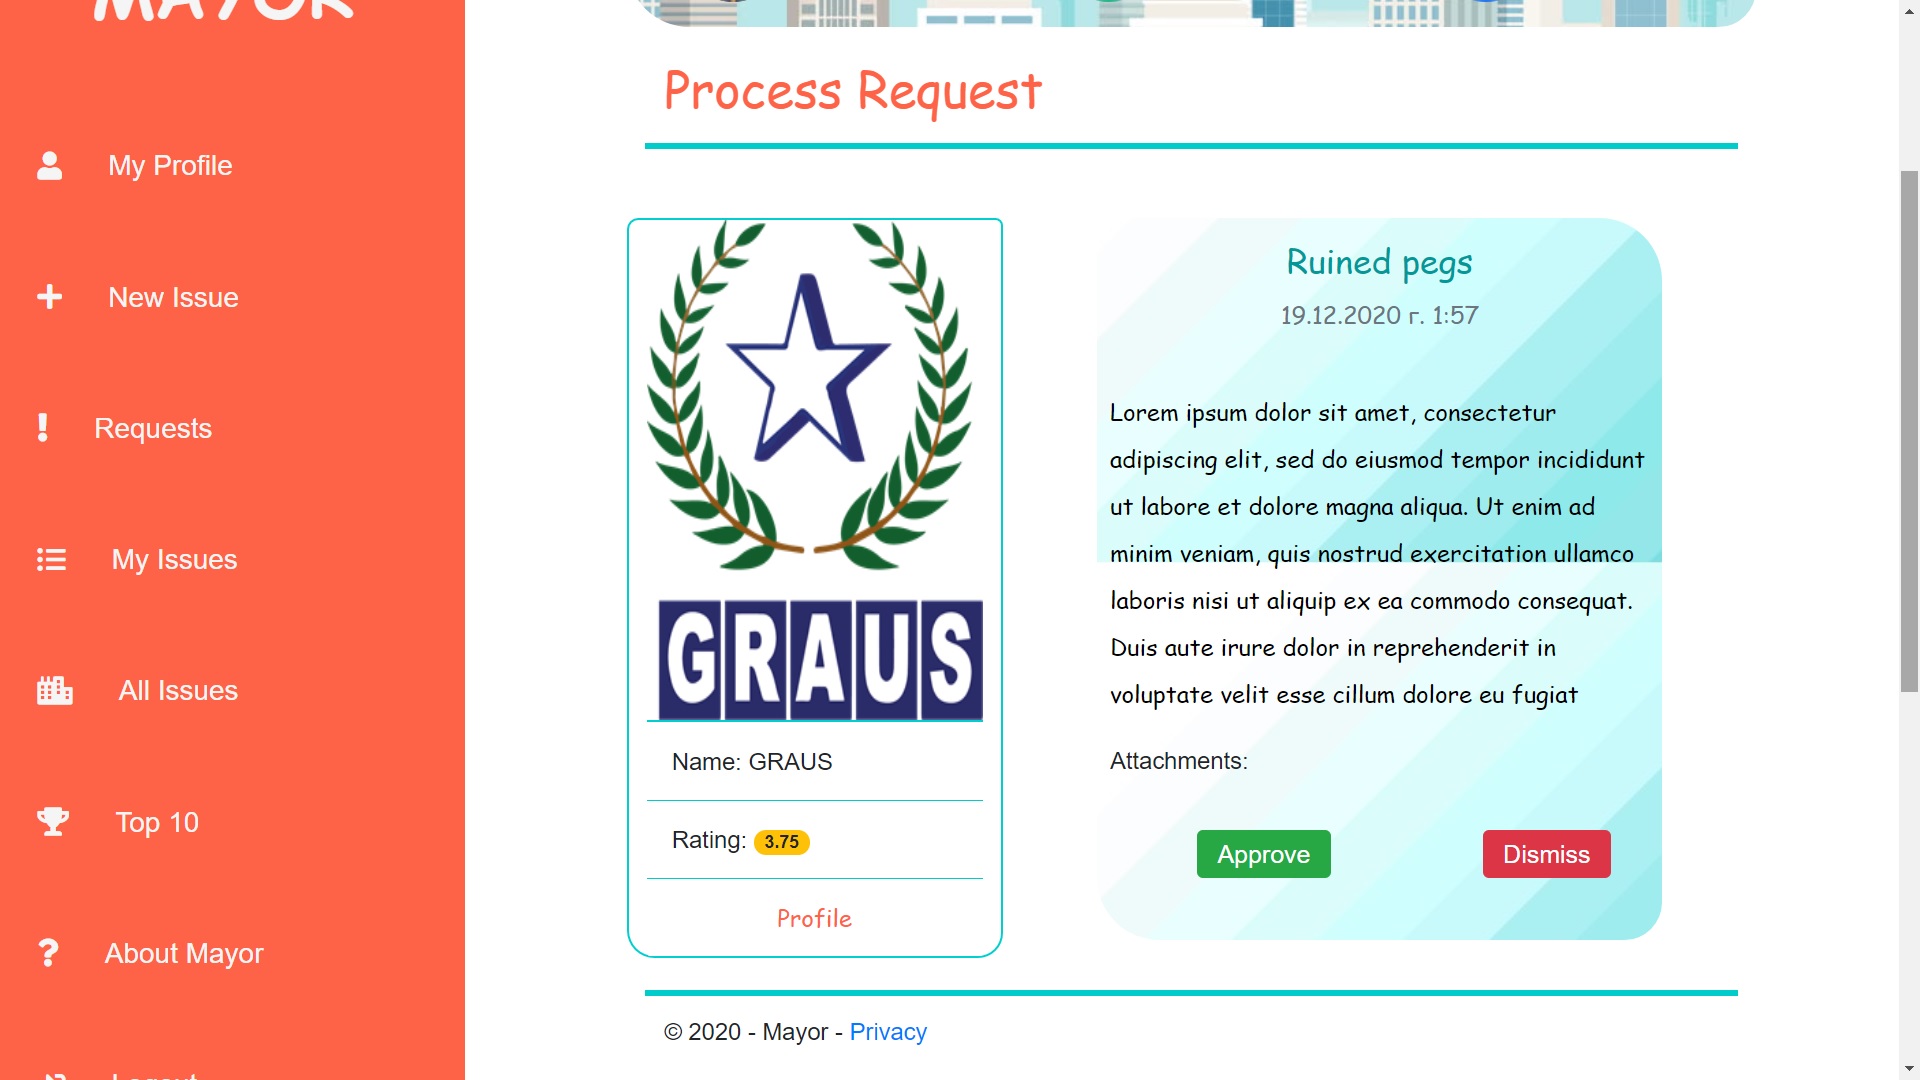 MAYOR
My Profile
New Issue
Requests
My Issues
All Issues
Top 10
About Mayor
Logout
Process Request
GRAUS
Name: GRAUS
Rating: 3.75
Profile
Ruined pegs
19.12.2020 г. 1:57
Lorem ipsum dolor sit amet, consectetur
adipiscing elit, sed do eiusmod tempor incididunt
ut labore et dolore magna aliqua. Ut enim ad
minim veniam, quis nostrud exercitation ullamco
laboris nisi ut aliquip ex ea commodo consequat.
Duis aute irure dolor in reprehenderit in
voluptate velit esse cillum dolore eu fugiat
Attachments:
Approve
Dismiss
© 2020 - Mayor - Privacy